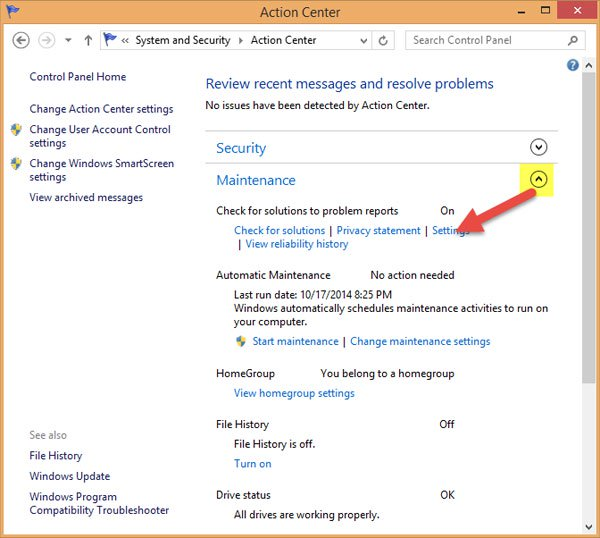 Action Center
« System and Security ▸ Action Center
Search Control Panel
Control Panel Home
Change Action Center settings
Change User Account Control
settings
Change Windows SmartScreen
settings
View archived messages
See also
File History
Windows Update
Windows Program
Compatibility Troubleshooter
Review recent messages and resolve problems
No issues have been detected by Action Center.
Security
Maintenance
Check for solutions to problem reports On
Check for solutions | Privacy statement | Settings
| View reliability history
Automatic Maintenance No action needed
Last run date: 10/17/2014 8:25 PM
Windows automatically schedules maintenance activities to run on
your computer.
Start maintenance | Change maintenance settings
HomeGroup You belong to a homegroup
View homegroup settings
File History Off
File History is off.
Turn on
Drive status OK
All drives are working properly.